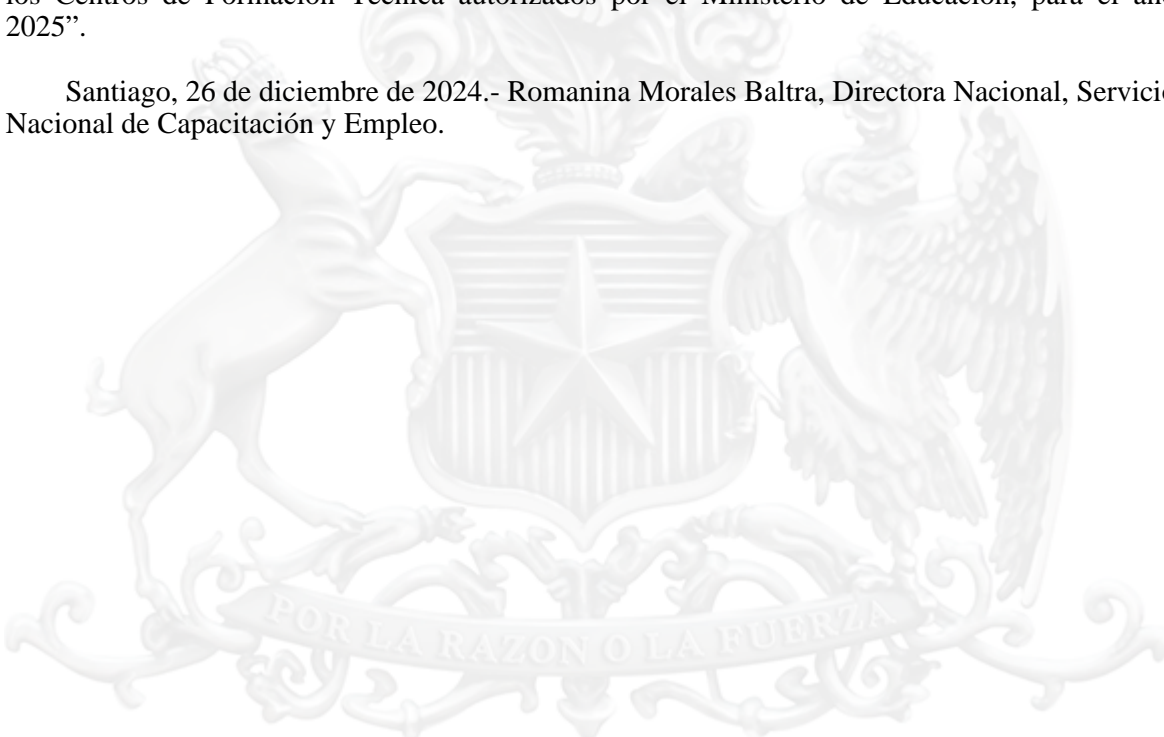 los Centros de Formación Técnica autorizados por el Ministerio de Educación, para el año
2025”.
Santiago, 26 de diciembre de 2024.- Romanina Morales Baltra, Directora Nacional, Servicio
Nacional de Capacitación y Empleo.
POR LA RAZON O LA FUERZA